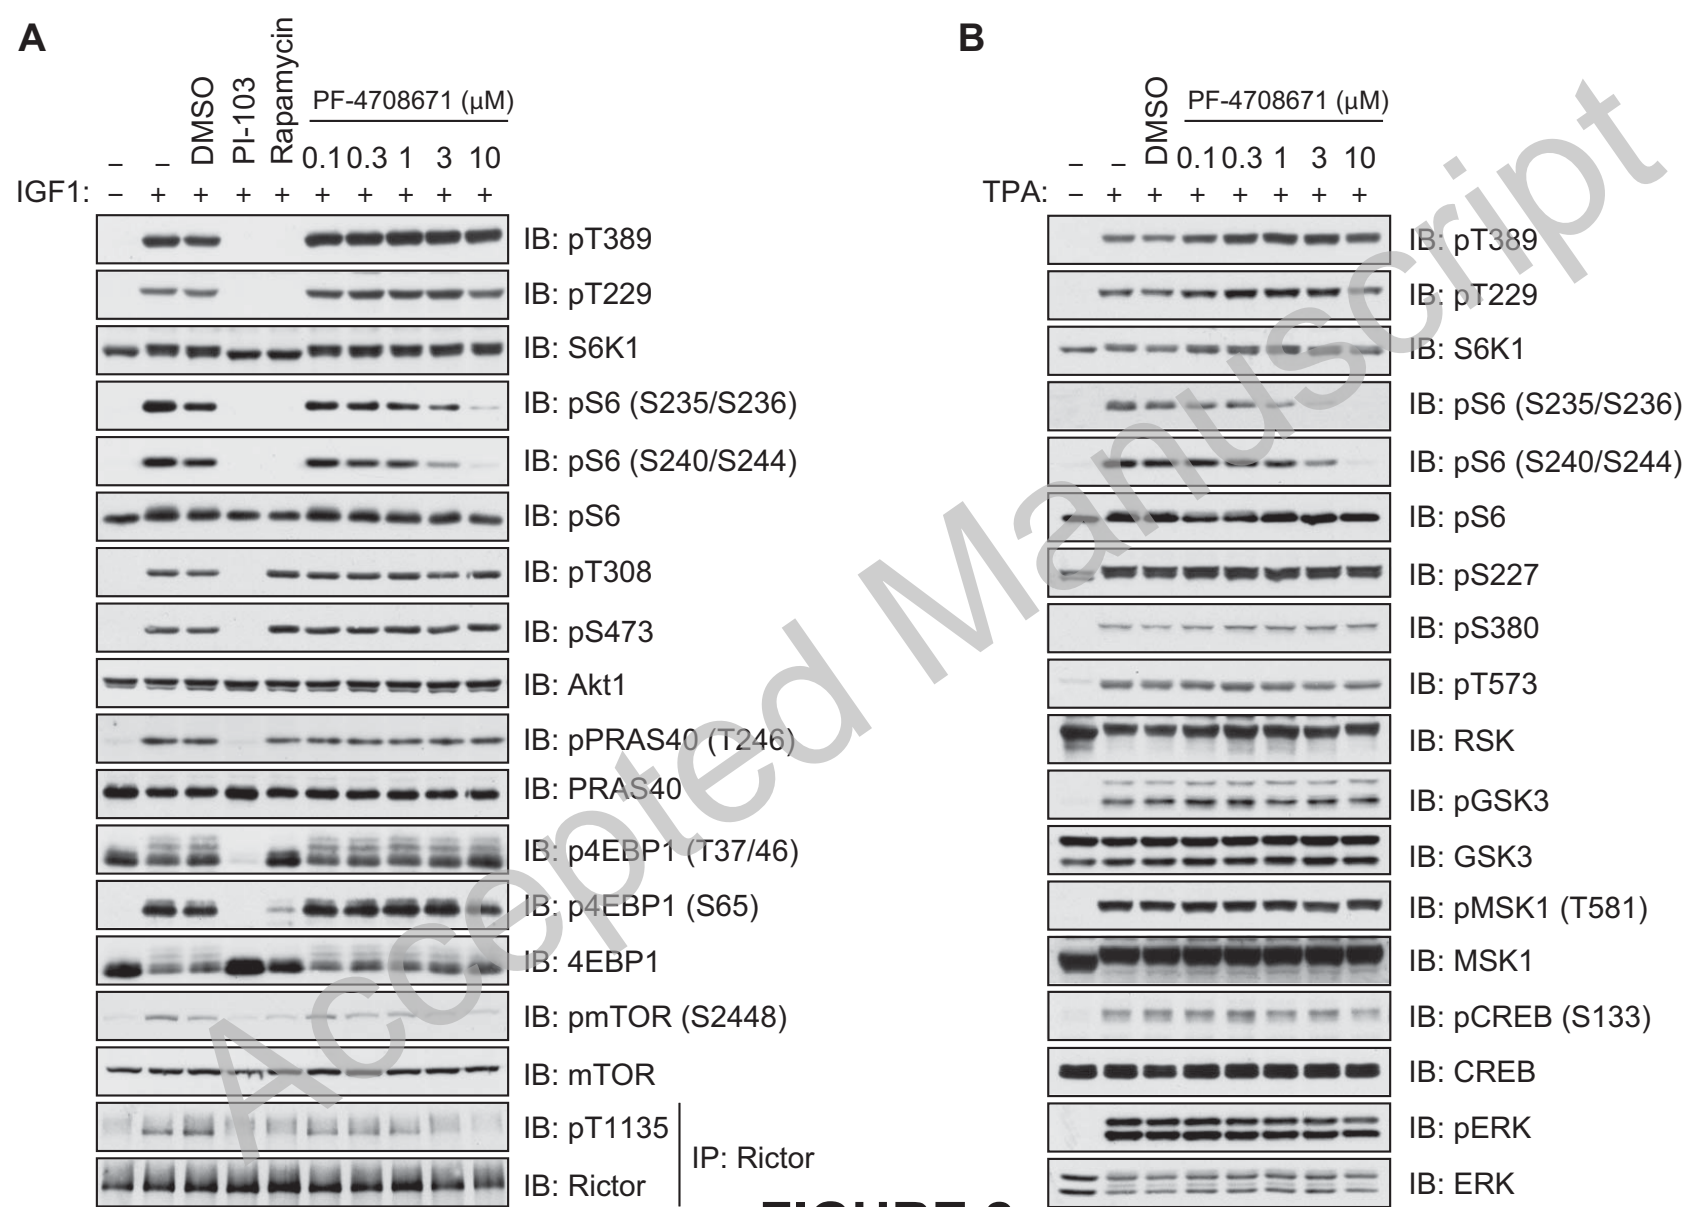 A
DMSO
PI-103
Rapamycin
PF-4708671 (µM)
– – 0.1 0.3 1 3 10
IGF1: – + + + + + + + + +
IB: pT389
IB: pT229
IB: S6K1
IB: pS6 (S235/S236)
IB: pS6 (S240/S244)
IB: pS6
IB: pT308
IB: pS473
IB: Akt1
IB: pPRAS40 (T246)
IB: PRAS40
IB: p4EBP1 (T37/46)
IB: p4EBP1 (S65)
IB: 4EBP1
IB: pmTOR (S2448)
IB: mTOR
IB: pT1135
IB: Rictor
IP: Rictor
B
DMSO
PF-4708671 (µM)
– – 0.1 0.3 1 3 10
TPA: – + + + + + + +
IB: pT389
IB: pT229
IB: S6K1
IB: pS6 (S235/S236)
IB: pS6 (S240/S244)
IB: pS6
IB: pS227
IB: pS380
IB: pT573
IB: RSK
IB: pGSK3
IB: GSK3
IB: pMSK1 (T581)
IB: MSK1
IB: pCREB (S133)
IB: CREB
IB: pERK
IB: ERK
Accepted Manuscript